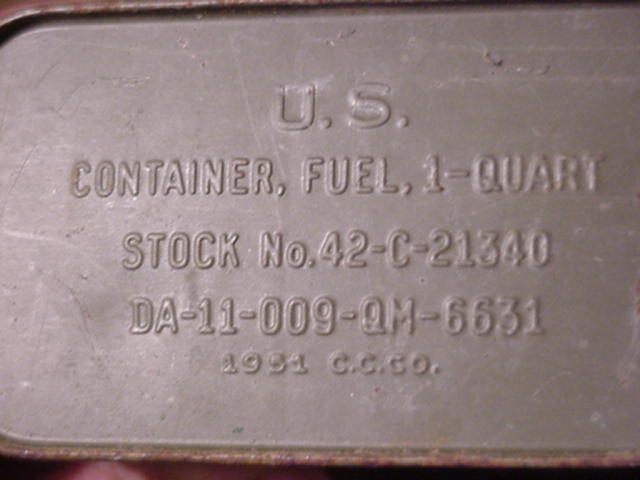 U.S.
CONTAINER, FUEL, 1-QUART
STOCK No.42-C-21340
DA-11-009-QM-6631
1951 C.C.CO.